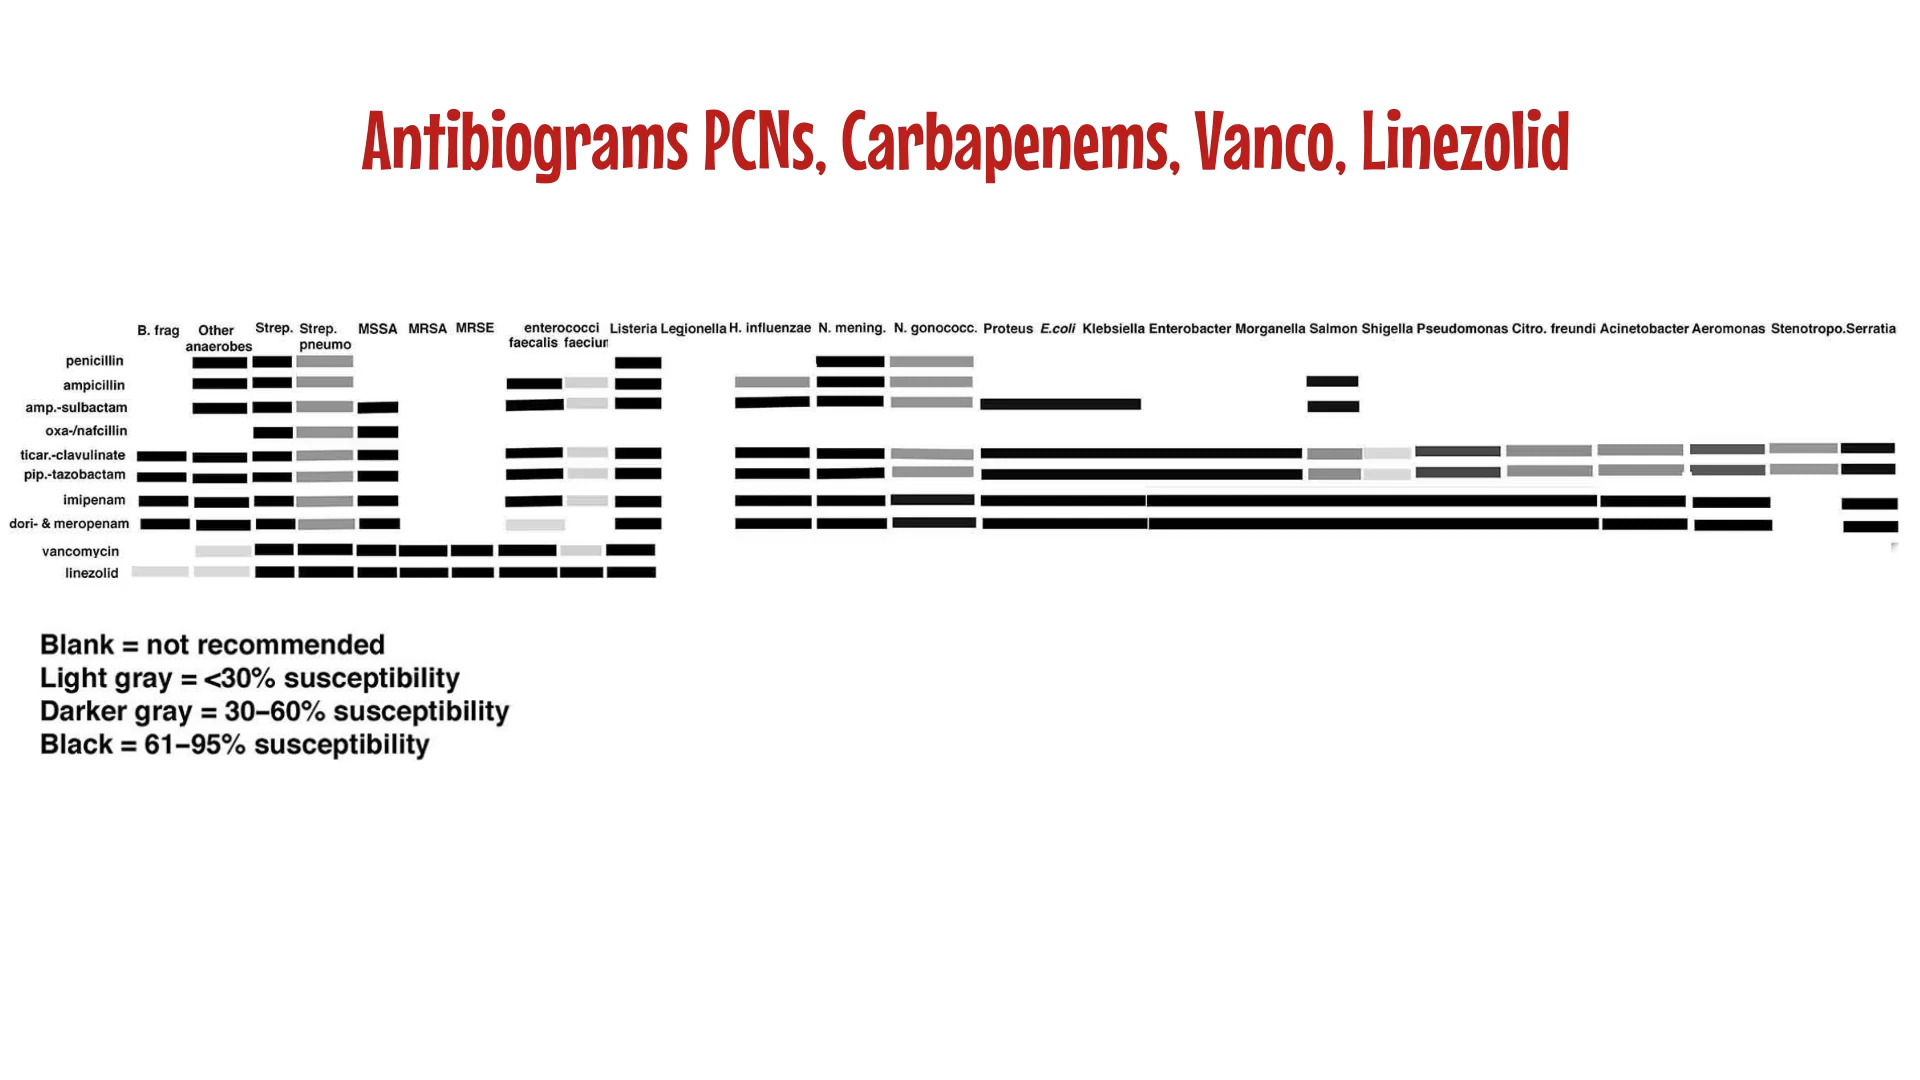 Antibiograms PCNs, Carbapenems, Vanco, Linezolid
B. frag Other anaerobes Strep. Strep. pneumo MSSA MRSA MRSE enterococci faecalis faeciun Listeria Legionella H. influenzae N. mening. N. gonococc. Proteus E.coli Klebsiella Enterobacter Morganella Salmon Shigella Pseudomonas Citro. freundi Acinetobacter Aeromonas Stenotropo. Serratia
penicillin
ampicillin
amp.-sulbactam
oxa-/nafcillin
ticar.-clavulinate
pip.-tazobactam
imipenam
dori- & meropenam
vancomycin
linezolid
Blank = not recommended
Light gray = <30% susceptibility
Darker gray = 30–60% susceptibility
Black = 61–95% susceptibility